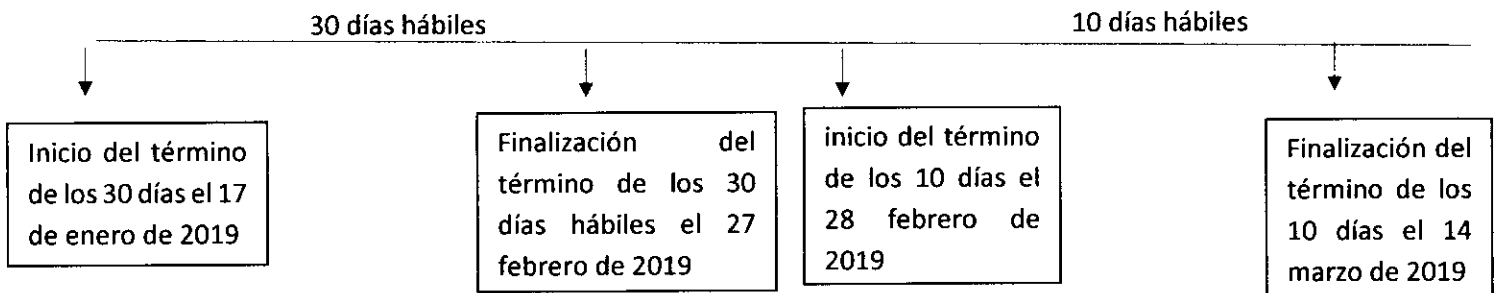 30 días hábiles
10 días hábiles
Inicio del término
de los 30 días el 17
de enero de 2019
Finalización del
término de los 30
días hábiles el 27
febrero de 2019
inicio del término
de los 10 días el
28 febrero de
2019
Finalización del
término de los
10 días el 14
marzo de 2019